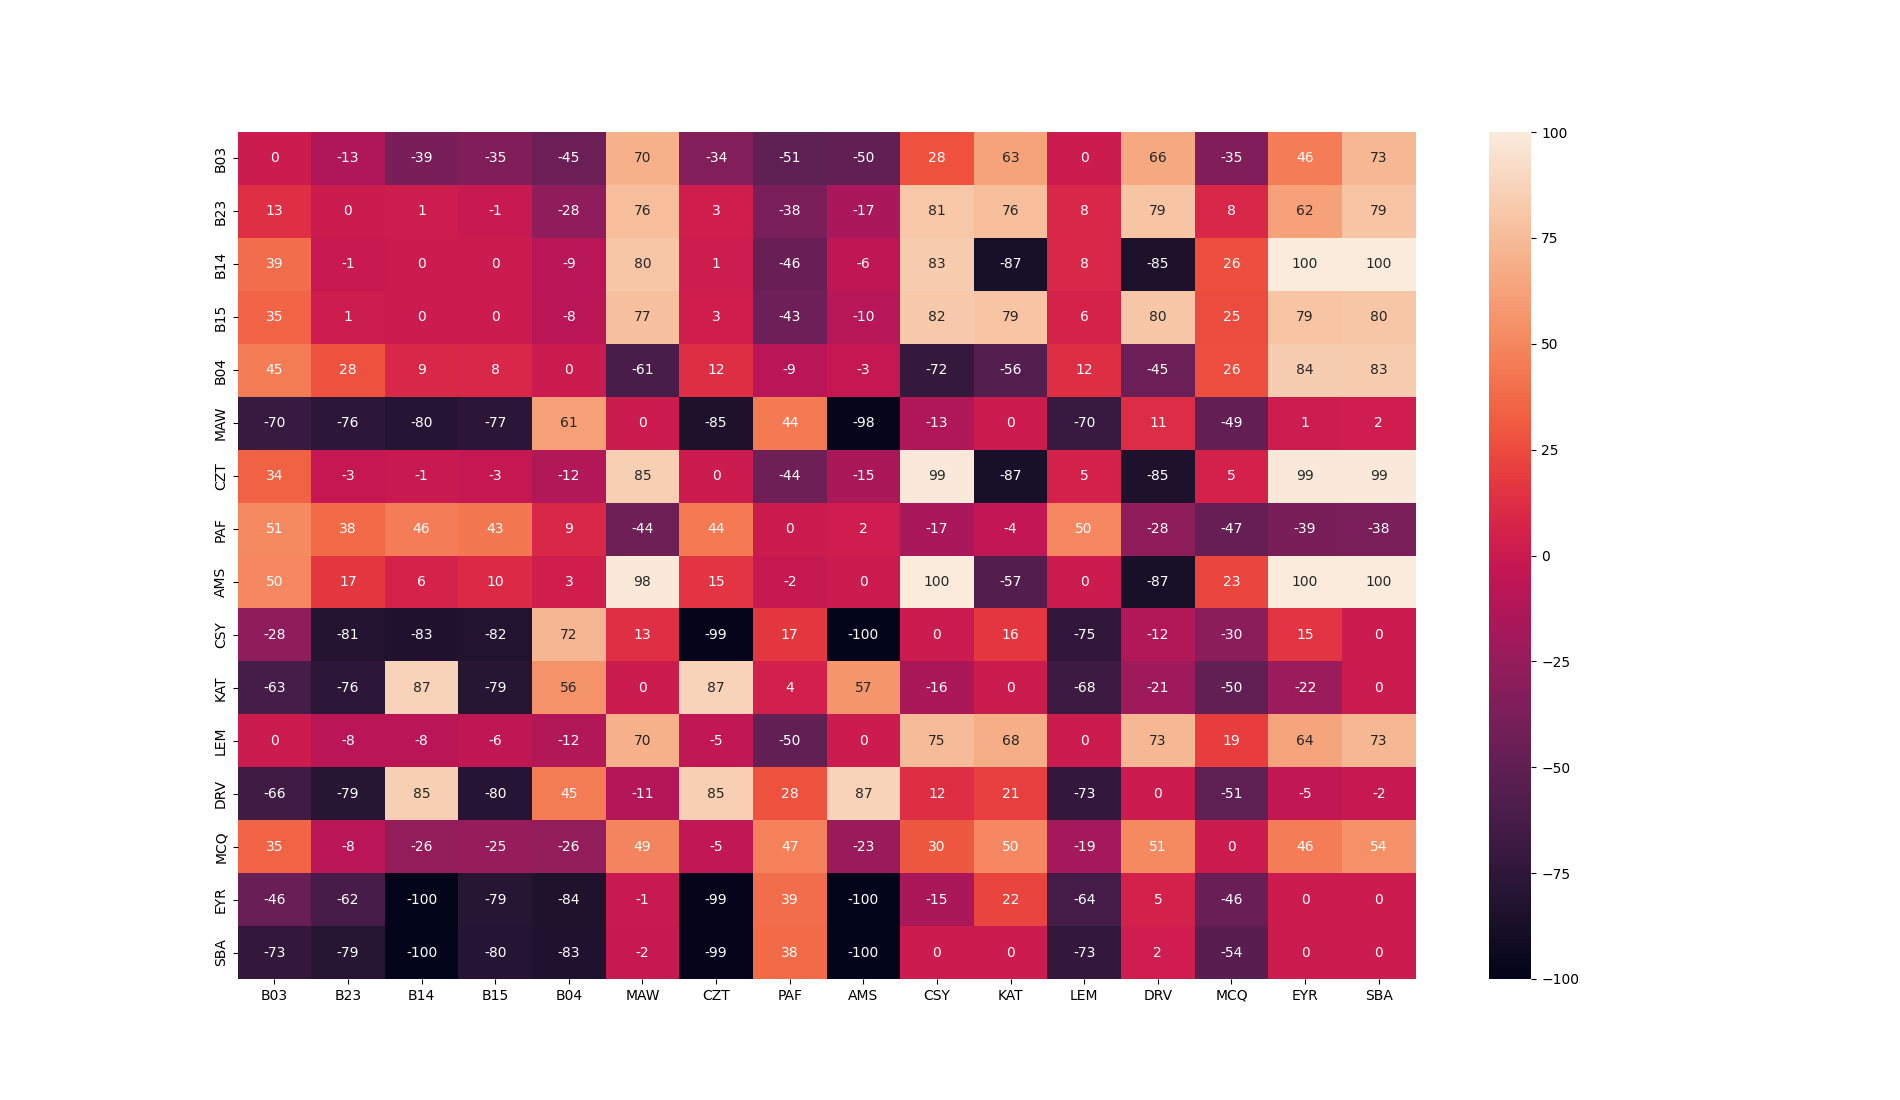 B03 0 -13 -39 -35 -45 70 -34 -51 -50 28 63 0 66 -35 46 73
B23 13 0 1 -1 -28 76 3 -38 -17 81 76 8 79 8 62 79
B14 39 -1 0 0 -9 80 1 -46 -6 83 -87 8 -85 26 100 100
B15 35 1 0 0 -8 77 3 -43 -10 82 79 6 80 25 79 80
B04 45 28 9 8 0 -61 12 -9 -3 -72 -56 12 -45 26 84 83
MAW -70 -76 -80 -77 61 0 -85 44 -98 -13 0 -70 11 -49 1 2
CZT 34 -3 -1 -3 -12 85 0 -44 -15 99 -87 5 -85 5 99 99
PAF 51 38 46 43 9 -44 44 0 2 -17 -4 50 -28 -47 -39 -38
AMS 50 17 6 10 3 98 15 -2 0 100 -57 0 -87 23 100 100
CSY -28 -81 -83 -82 72 13 -99 17 -100 0 16 -75 -12 -30 15 0
KAT -63 -76 87 -79 56 0 87 4 57 -16 0 -68 -21 -50 -22 0
LEM 0 -8 -8 -6 -12 70 -5 -50 0 75 68 0 73 19 64 73
DRV -66 -79 85 -80 45 -11 85 28 87 12 21 -73 0 -51 -5 -2
MCQ 35 -8 -26 -25 -26 49 -5 47 -23 30 50 -19 51 0 46 54
EYR -46 -62 -100 -79 -84 -1 -99 39 -100 -15 22 -64 5 -46 0 0
SBA -73 -79 -100 -80 -83 -2 -99 38 -100 0 0 -73 2 -54 0 0
B03 B23 B14 B15 B04 MAW CZT PAF AMS CSY KAT LEM DRV MCQ EYR SBA
100
75
50
25
0
−25
−50
−75
−100